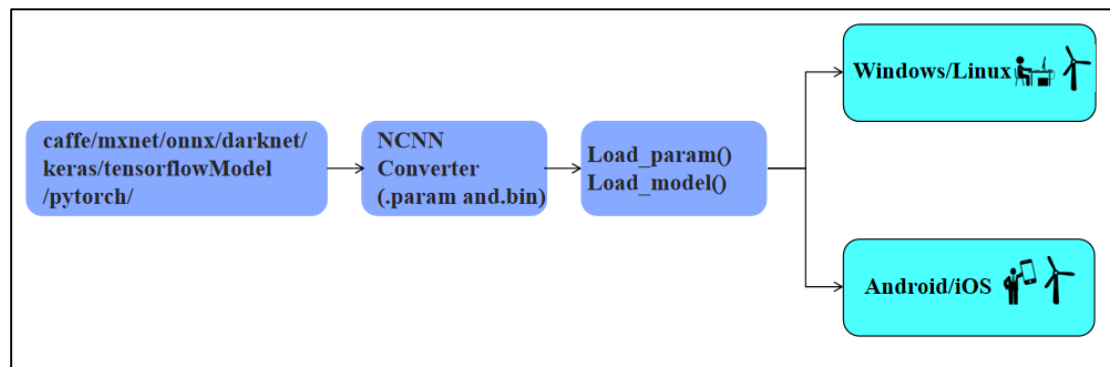 caffe/mxnet/onnx/darknet/
keras/tensorflowModel
/pytorch/
NCNN
Converter
(.param and.bin)
Load_param()
Load_model()
Windows/Linux
Android/iOS